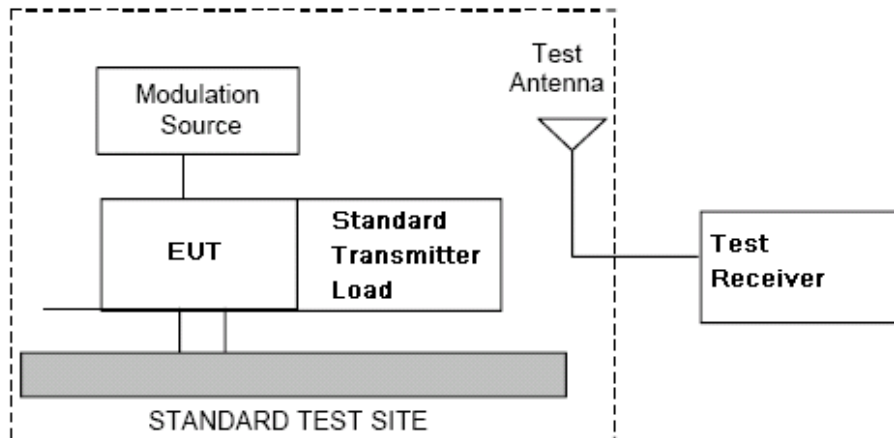 Test
Antenna
Modulation
Source
EUT
Standard
Transmitter
Load
Test
Receiver
STANDARD TEST SITE